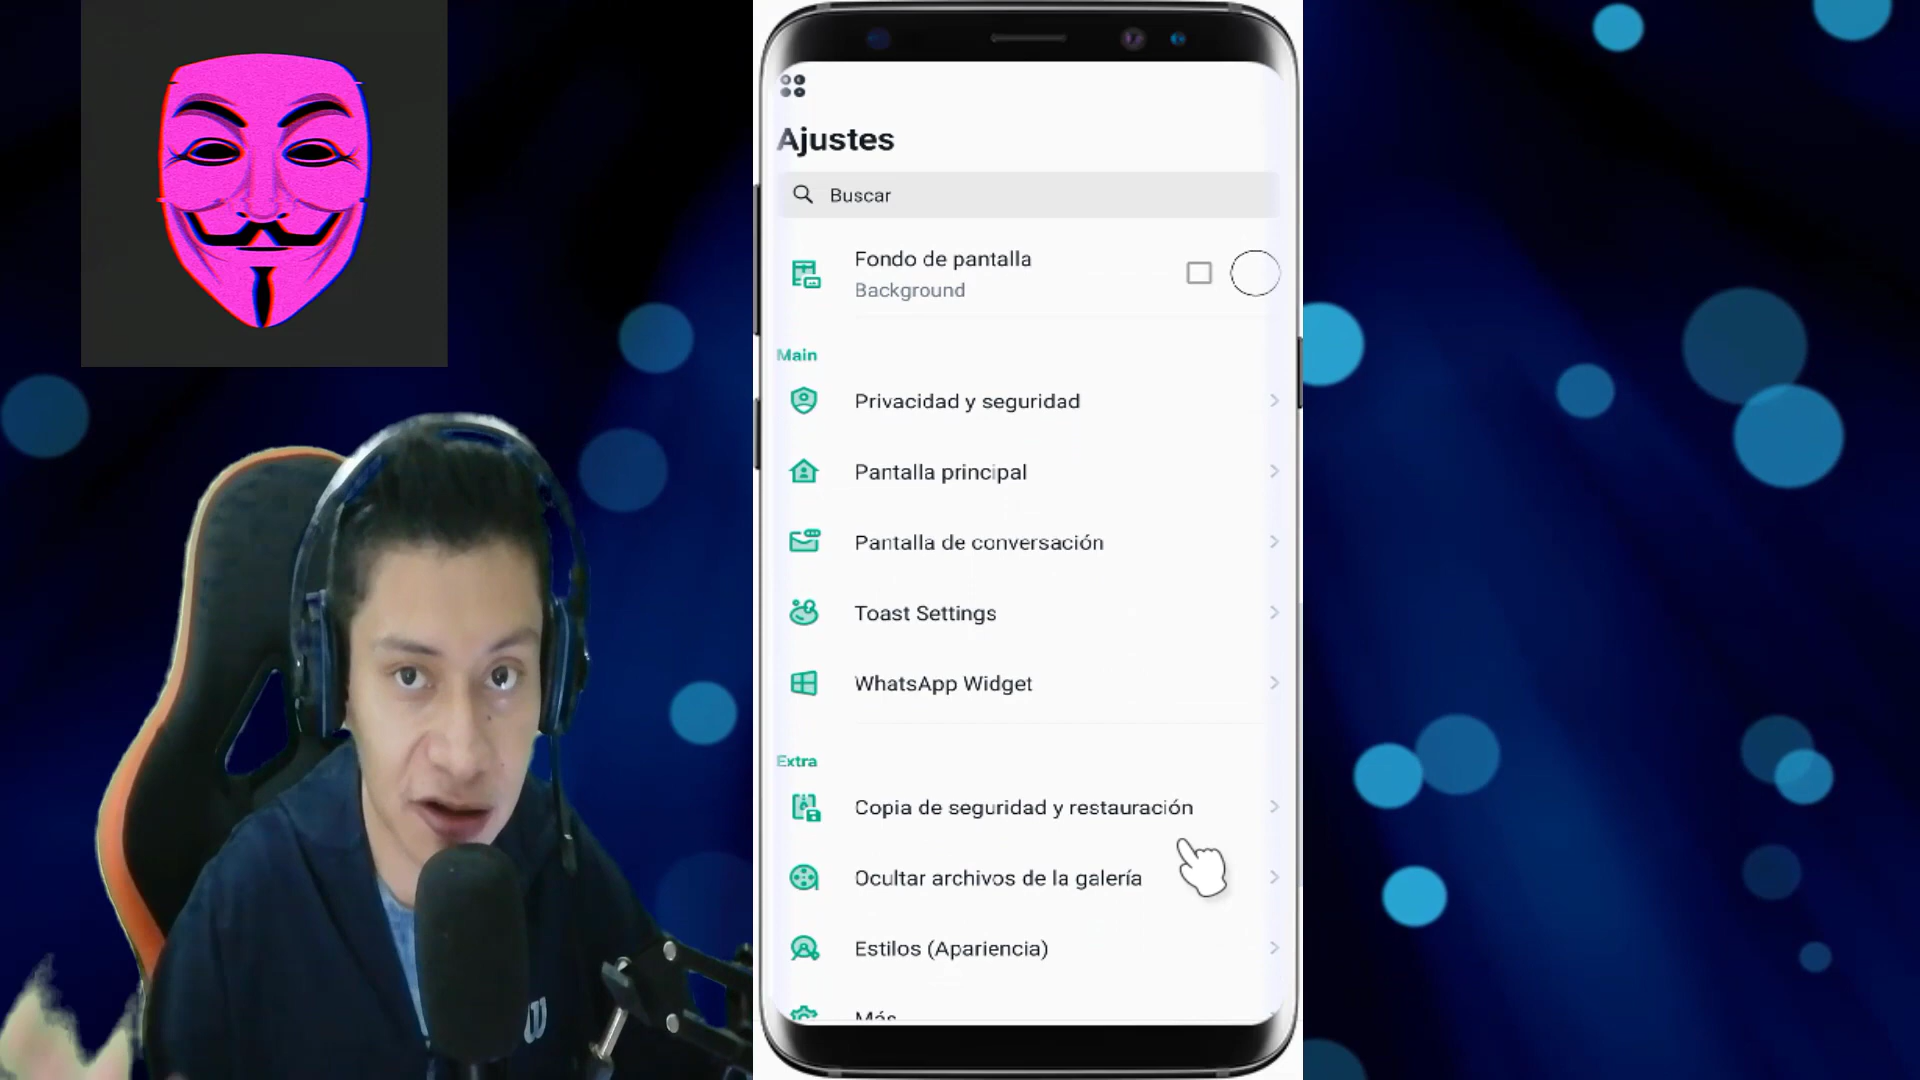 Ajustes
Buscar
Fondo de pantalla
Background
Main
Privacidad y seguridad
Pantalla principal
Pantalla de conversación
Toast Settings
WhatsApp Widget
Extra
Copia de seguridad y restauración
Ocultar archivos de la galería
Estilos (Apariencia)
Más